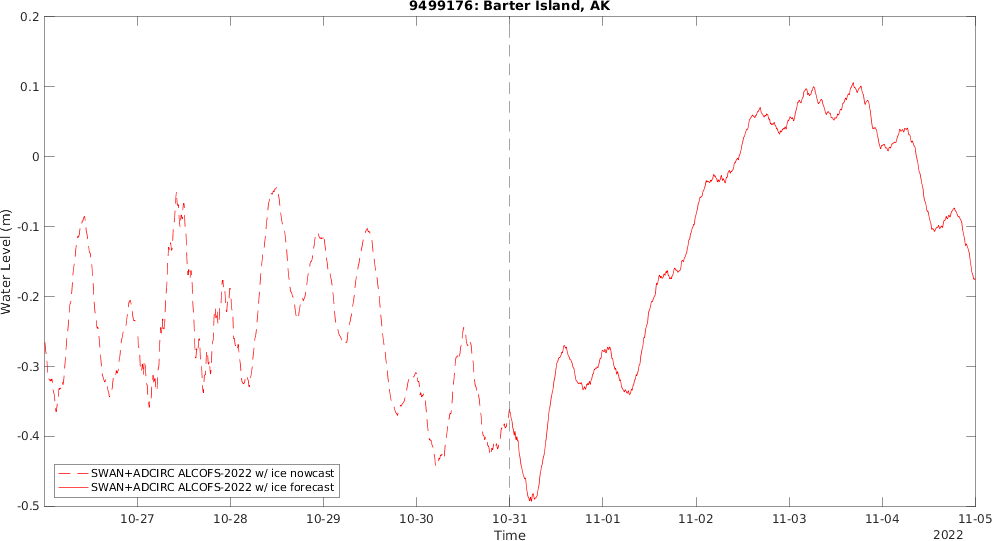 9499176: Barter Island, AK
Water Level (m)
0.2
0.1
0
-0.1
-0.2
-0.3
-0.4
-0.5
SWAN+ADCIRC ALCOFS-2022 w/ ice nowcast
SWAN+ADCIRC ALCOFS-2022 w/ ice forecast
10-27 10-28 10-29 10-30 10-31 11-01 11-02 11-03 11-04 11-05
Time
2022